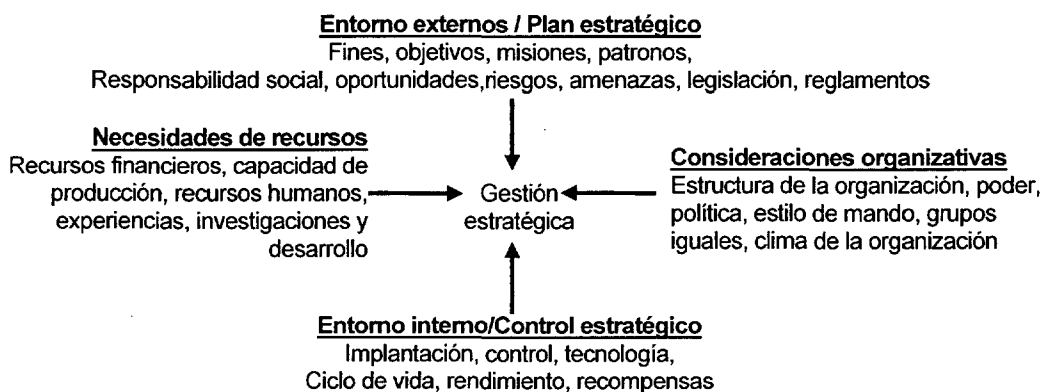 Entorno externos / Plan estratégico
Fines, objetivos, misiones, patronos,
Responsabilidad social, oportunidades,riesgos, amenazas, legislación, reglamentos
Necesidades de recursos
Recursos financieros, capacidad de
producción, recursos humanos,
experiencias, investigaciones y
desarrollo
Gestión
estratégica
Consideraciones organizativas
Estructura de la organización, poder,
política, estilo de mando, grupos
iguales, clima de la organización
Entorno interno/Control estratégico
Implantación, control, tecnología,
Ciclo de vida, rendimiento, recompensas